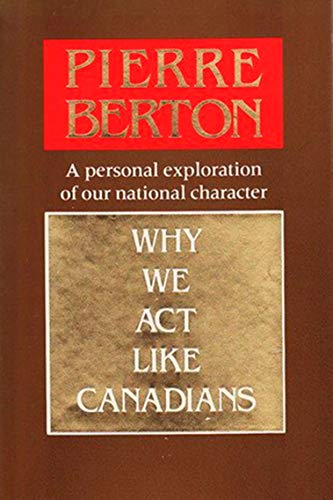 PIERRE
BERTON
A personal exploration
of our national character
WHY
WE
ACT
LIKE
CANADIANS